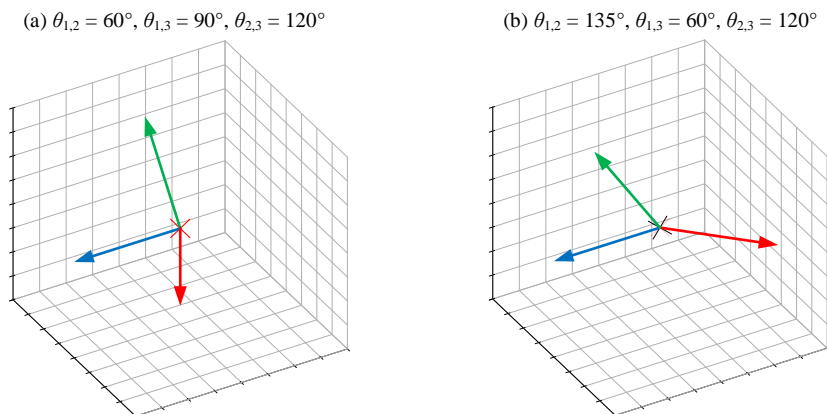 (a) θ1,2 = 60°, θ1,3 = 90°, θ2,3 = 120°
(b) θ1,2 = 135°, θ1,3 = 60°, θ2,3 = 120°